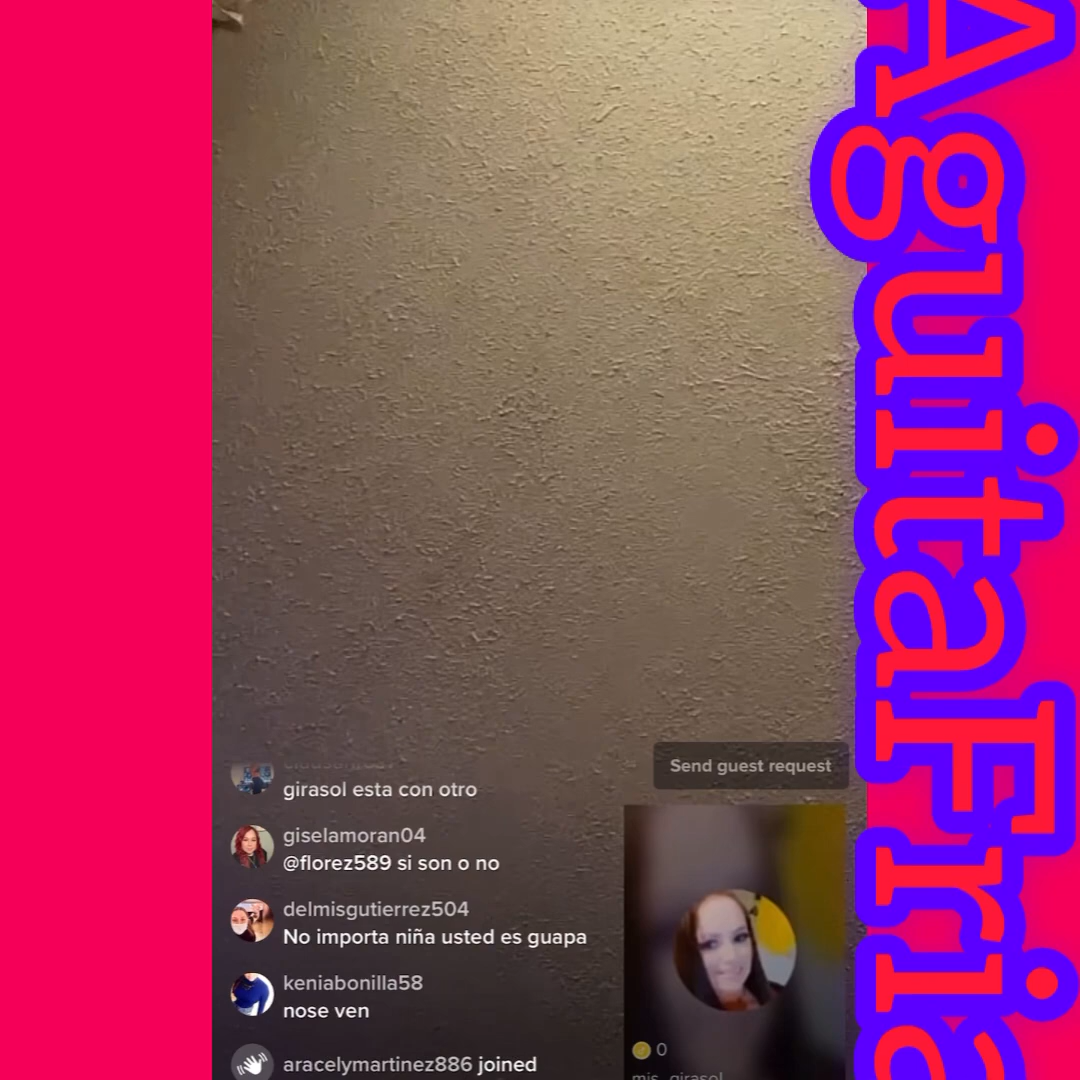 AguitaFria
Send guest request
girasol esta con otro
giselamoran04
@florez589 si son o no
delmisgutierrez504
No importa niña usted es guapa
keniabonilla58
nose ven
aracelymartinez886 joined
0
mis_girasol